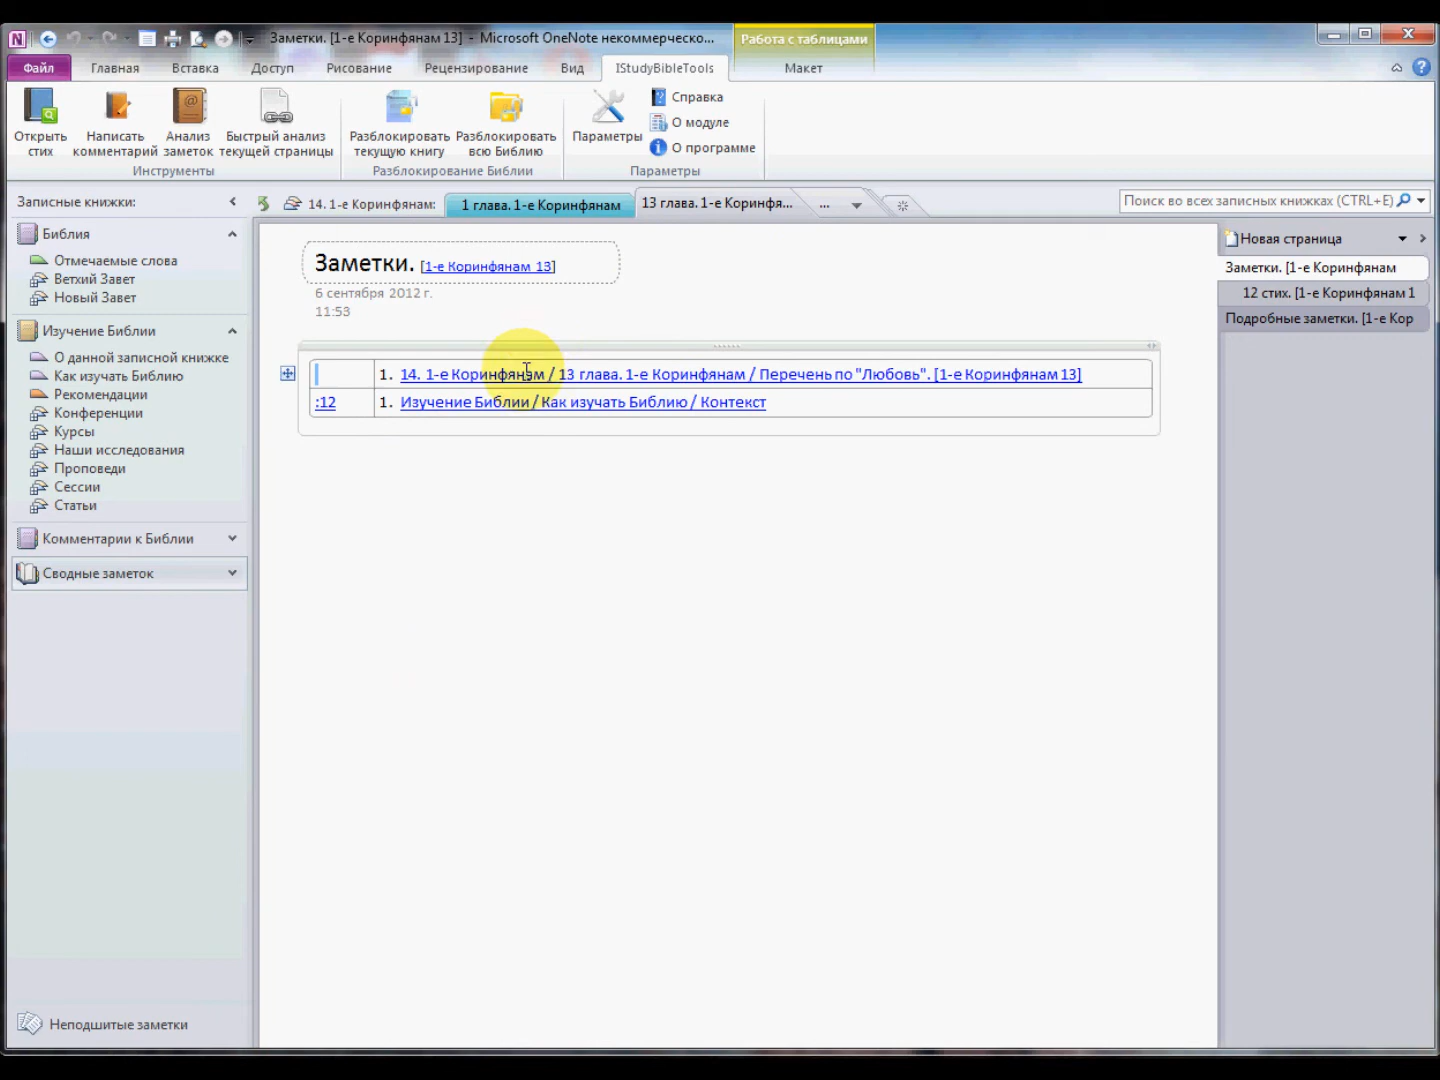 Заметки. [1-е Коринфянам 13] - Microsoft OneNote некоммерческо...
Работа с таблицами
Файл Главная Вставка Доступ Рисование Рецензирование Вид IStudyBibleTools Макет
Открыть стих
Написать комментарий
Анализ заметок
Быстрый анализ текущей страницы
Инструменты
Разблокировать текущую книгу
Разблокировать всю Библию
Разблокирование Библии
Параметры
Справка
О модуле
О программе
Параметры
Записные книжки:
14. 1-е Коринфянам:
1 глава. 1-е Коринфянам
13 глава. 1-е Коринфя...
...
Поиск во всех записных книжках (CTRL+E)
Библия
Отмечаемые слова
Ветхий Завет
Новый Завет
Изучение Библии
О данной записной книжке
Как изучать Библию
Рекомендации
Конференции
Курсы
Наши исследования
Проповеди
Сессии
Статьи
Комментарии к Библии
Сводные заметок
Неподшитые заметки
Заметки. [1-е Коринфянам 13]
6 сентября 2012 г.
11:53
1. 14. 1-е Коринфянам / 13 глава. 1-е Коринфянам / Перечень по "Любовь". [1-е Коринфянам 13]
:12 1. Изучение Библии / Как изучать Библию / Контекст
Новая страница
Заметки. [1-е Коринфянам
12 стих. [1-е Коринфянам 1
Подробные заметки. [1-е Кор